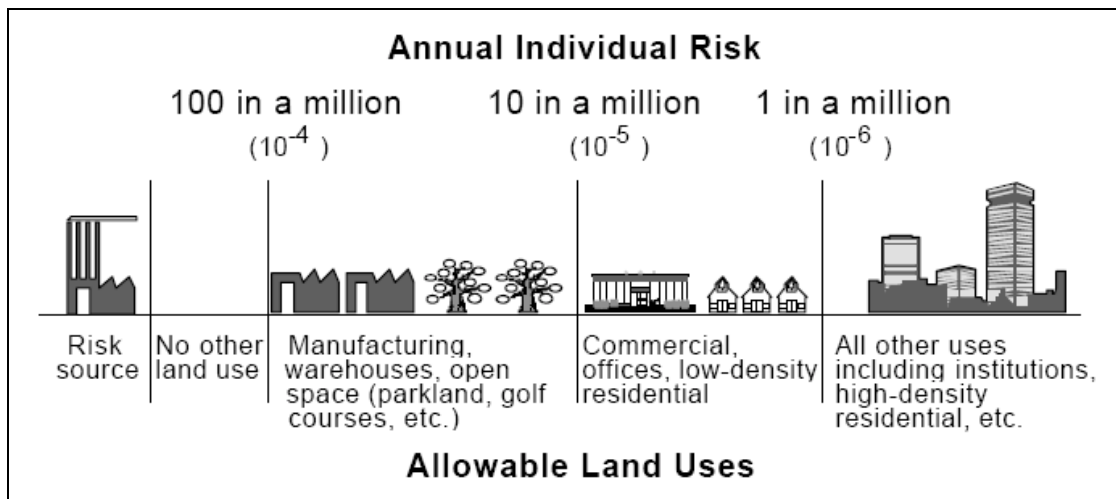 Annual Individual Risk
100 in a million
(10-4 )
10 in a million
(10-5 )
1 in a million
(10-6 )
Risk
source
No other
land use
Manufacturing,
warehouses, open
space (parkland, golf
courses, etc.)
Commercial,
offices, low-density
residential
All other uses
including institutions,
high-density
residential, etc.
Allowable Land Uses